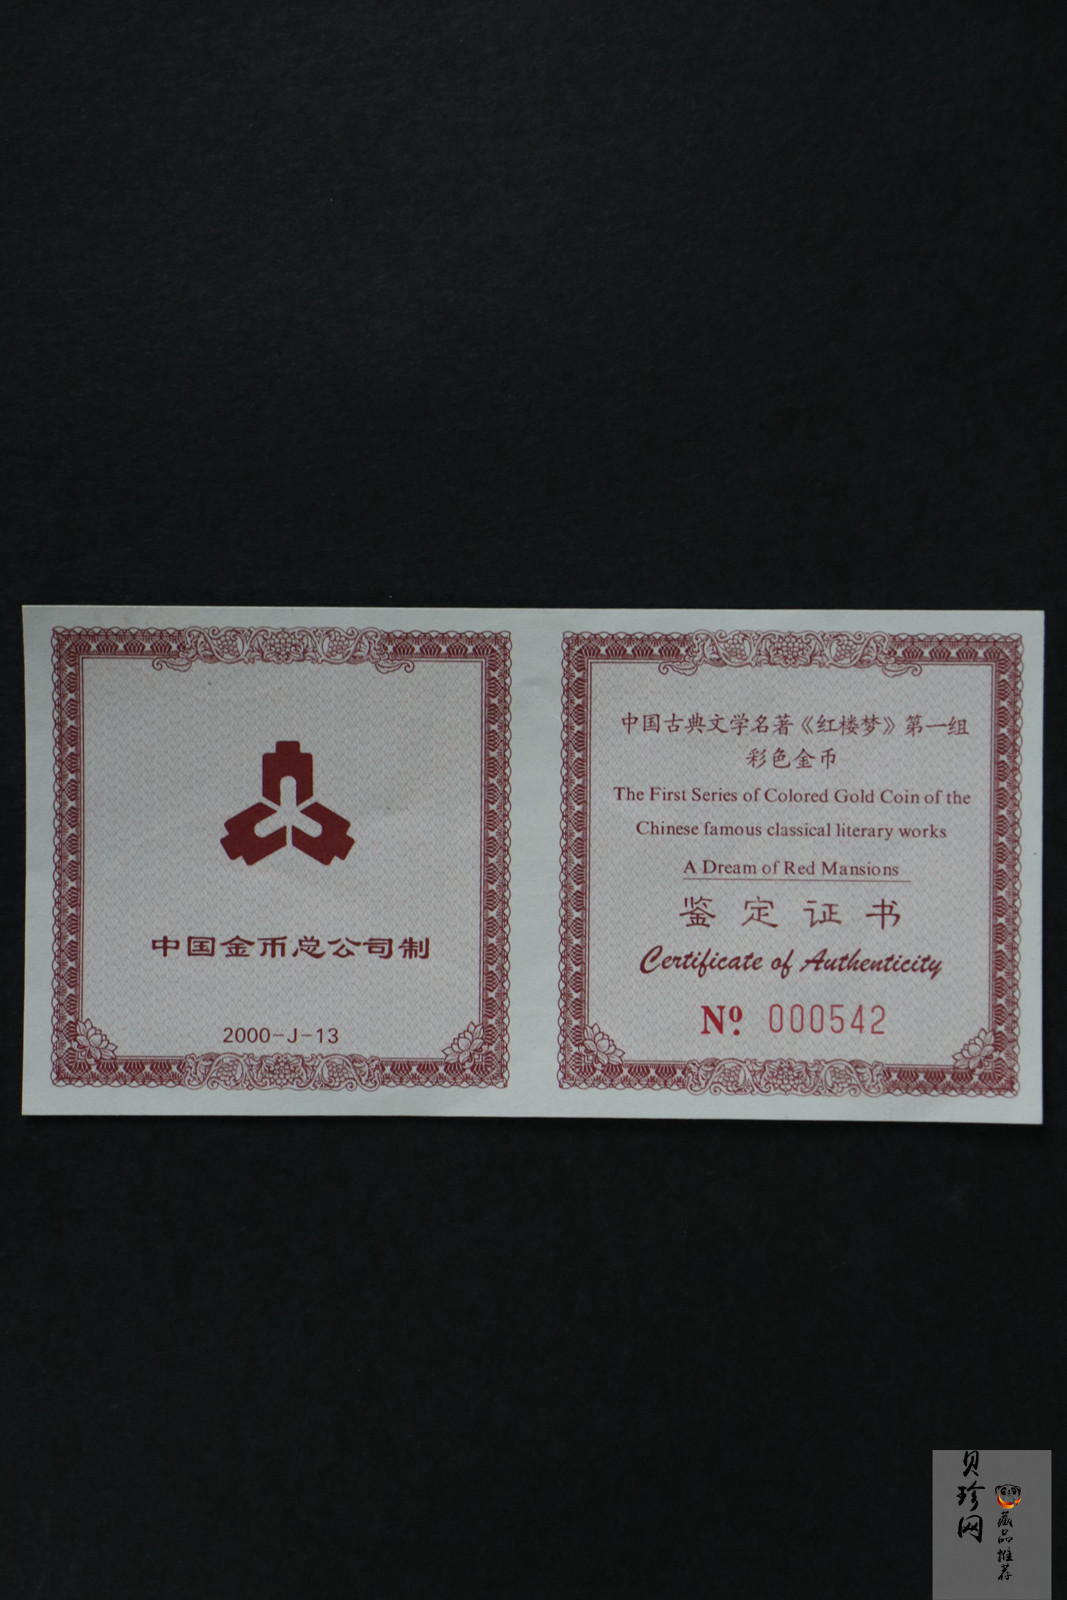 中国金币总公司制
2000-J-13
中国古典文学名著《红楼梦》第一组
彩色金币
The First Series of Colored Gold Coin of the
Chinese famous classical literary works
A Dream of Red Mansions
鉴定证书
Certificate of Authenticity
Nº. 000542
贝珍网
藏品推荐